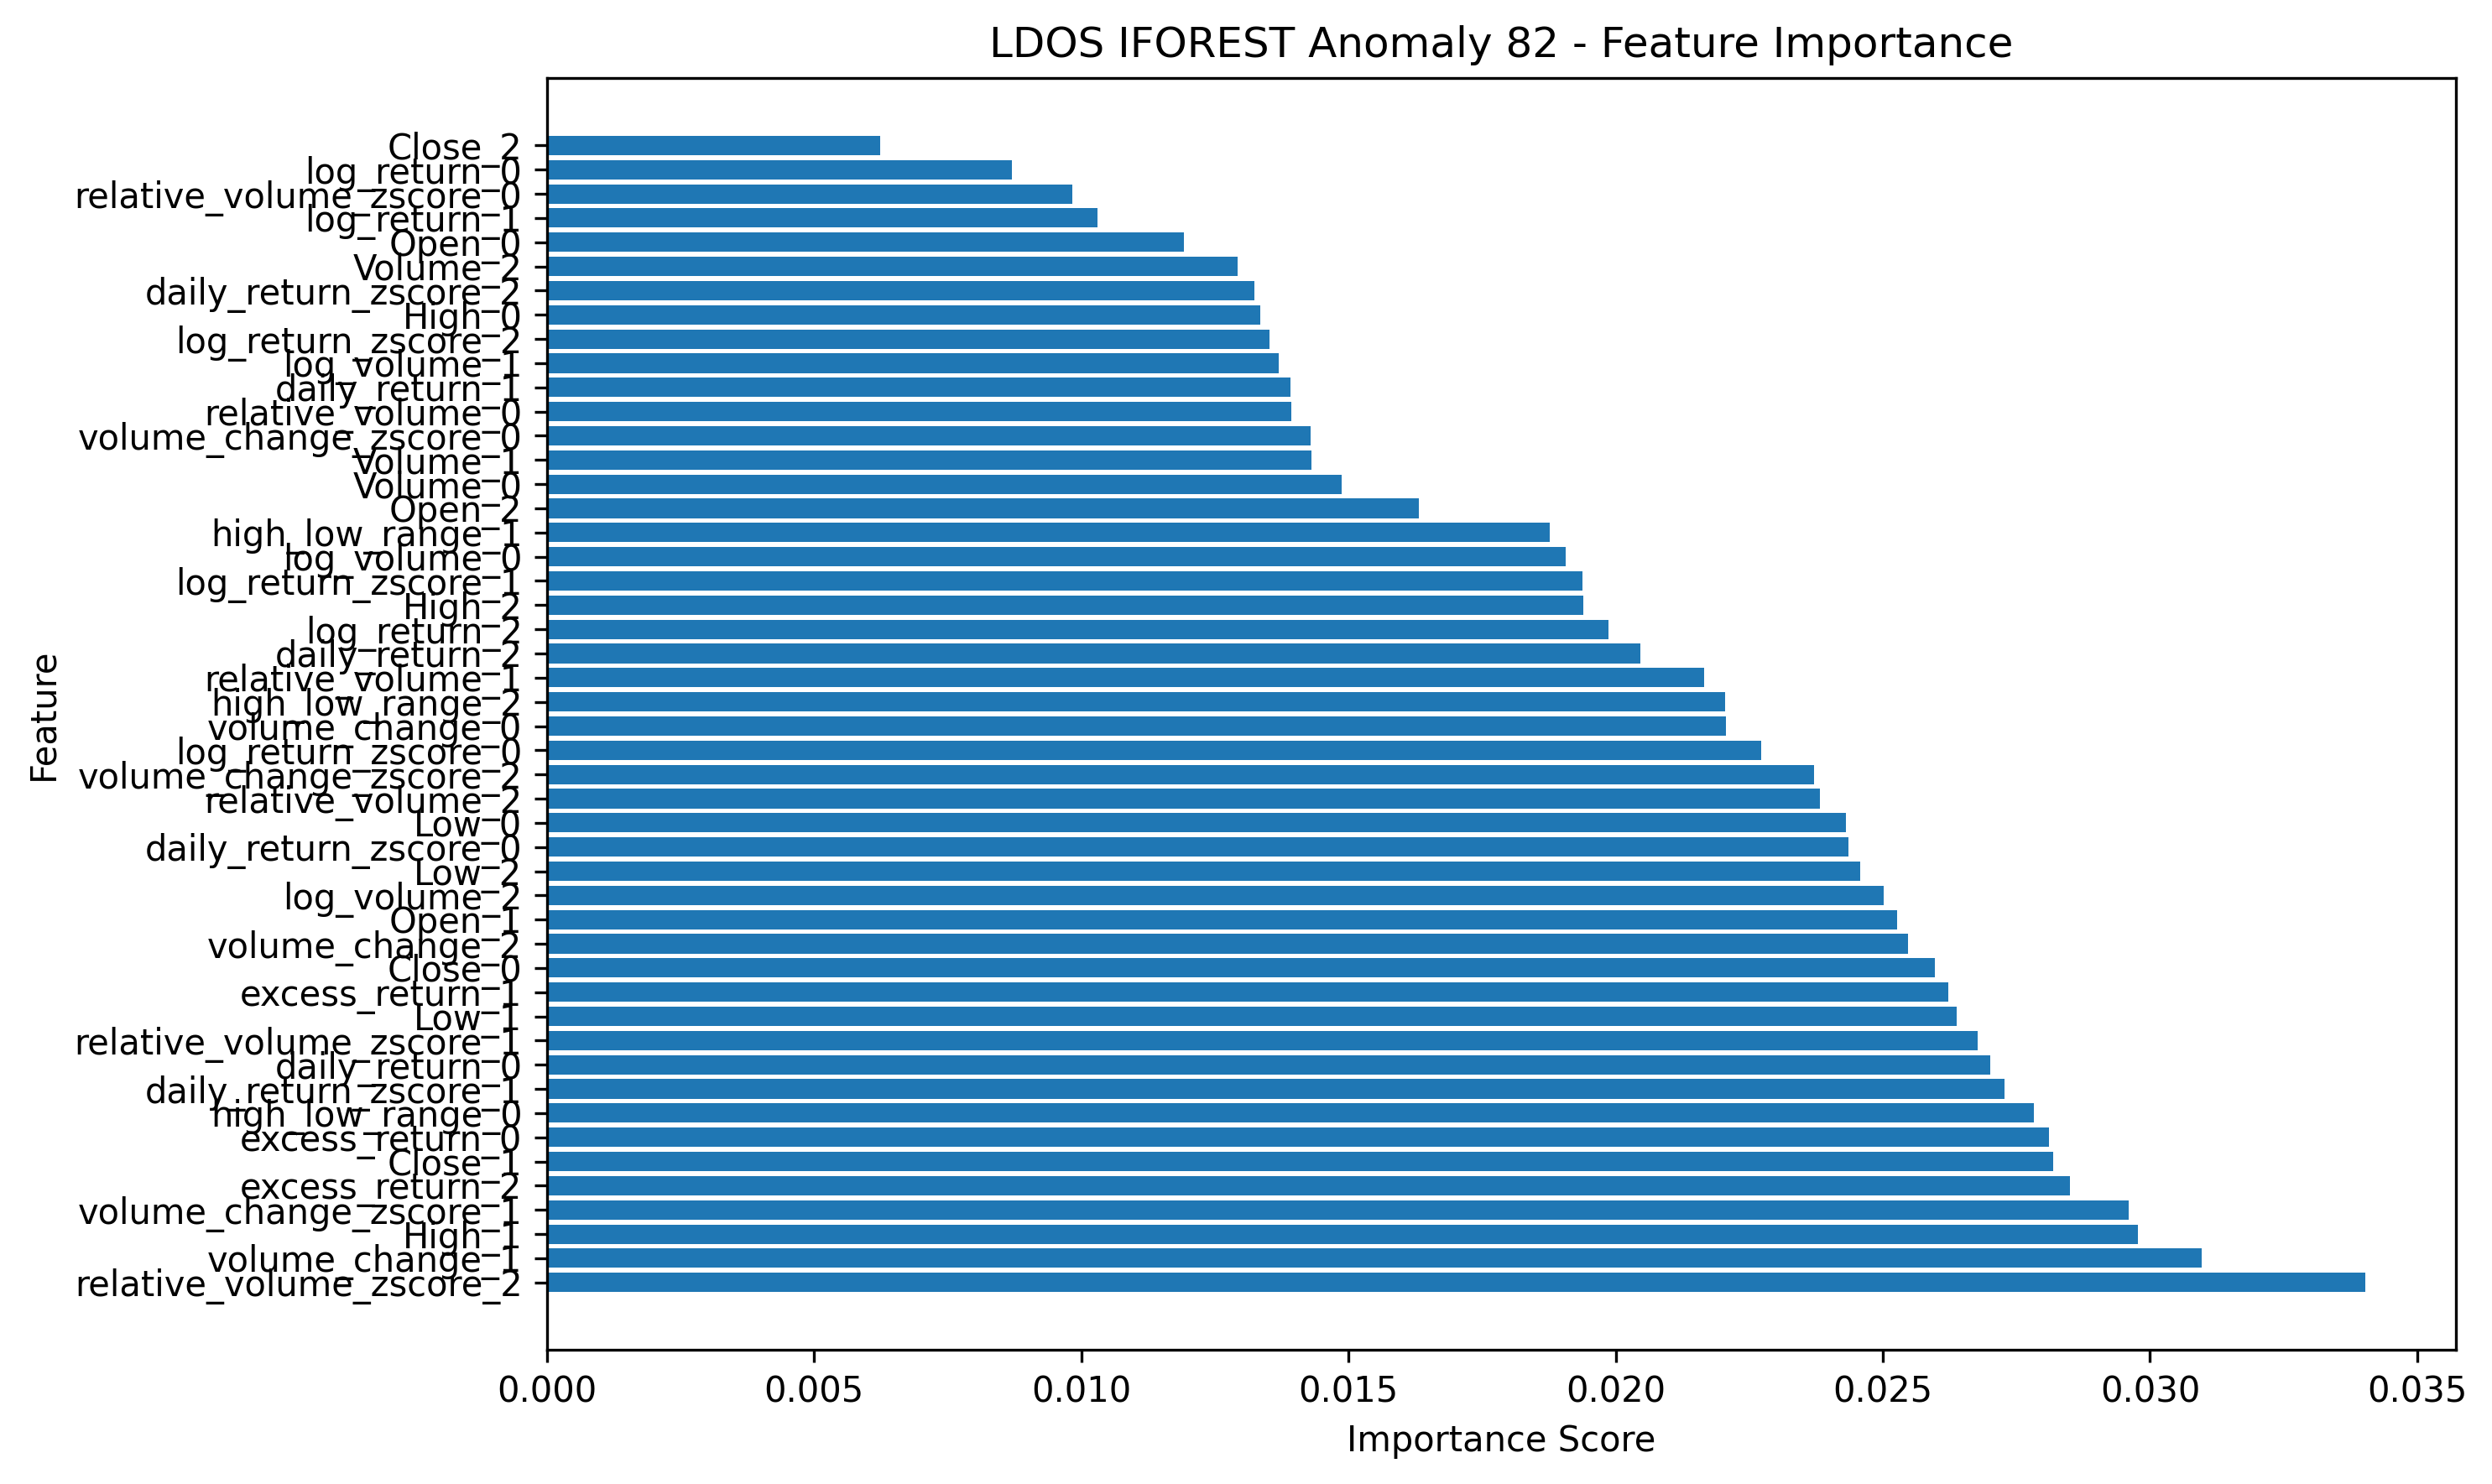 LDOS IFOREST Anomaly 82 - Feature Importance
Close_2
log_return_0
relative_volume_zscore_0
log_return_1
Open_0
Volume_2
daily_return_zscore_2
High_0
log_return_zscore_2
log_volume_1
daily_return_1
relative_volume_0
volume_change_zscore_0
Volume_1
Volume_0
Open_2
high_low_range_1
log_volume_0
log_return_zscore_1
High_2
log_return_2
daily_return_2
relative_volume_1
high_low_range_2
volume_change_0
log_return_zscore_0
volume_change_zscore_2
relative_volume_2
Low_0
daily_return_zscore_0
Low_2
log_volume_2
Open_1
volume_change_2
Close_0
excess_return_1
Low_1
relative_volume_zscore_1
daily_return_0
daily_return_zscore_1
high_low_range_0
excess_return_0
Close_1
excess_return_2
volume_change_zscore_1
High_1
volume_change_1
relative_volume_zscore_2
Feature
0.000 0.005 0.010 0.015 0.020 0.025 0.030 0.035
Importance Score